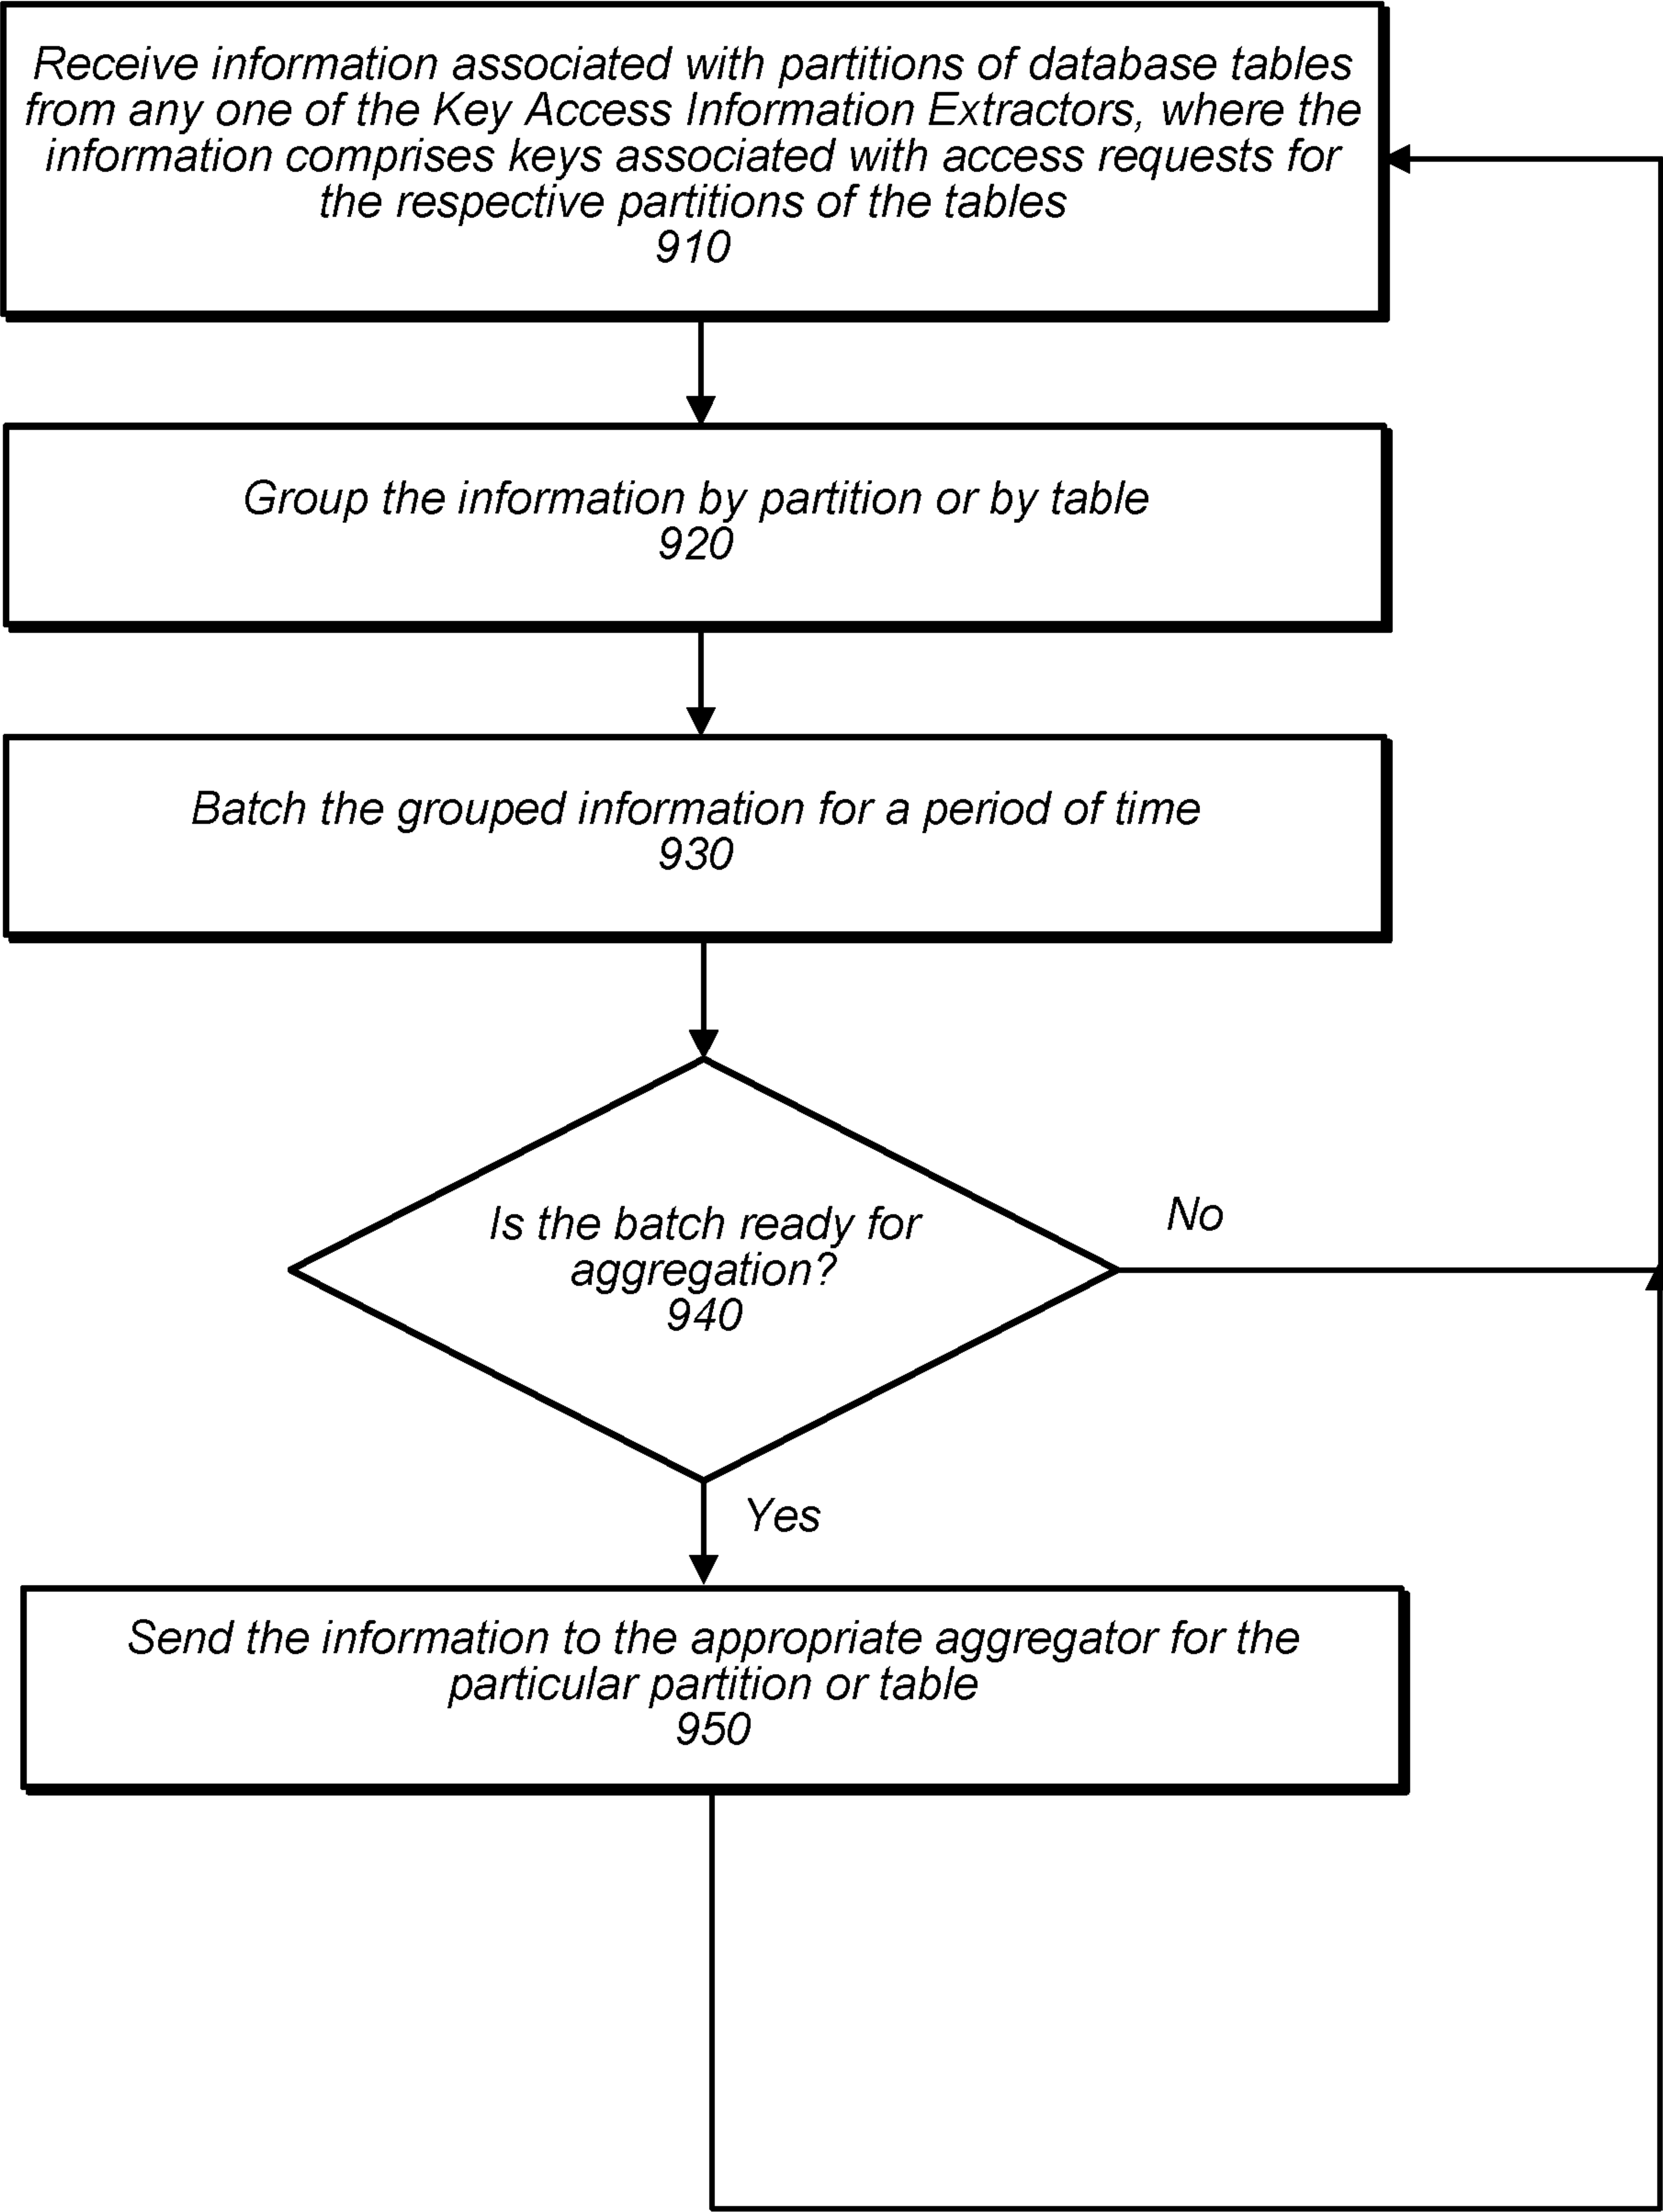 Receive information associated with partitions of database tables
from any one of the Key Access Information Extractors, where the
information comprises keys associated with access requests for
the respective partitions of the tables
910
Group the information by partition or by table
920
Batch the grouped information for a period of time
930
Is the batch ready for
aggregation?
940
No
Yes
Send the information to the appropriate aggregator for the
particular partition or table
950